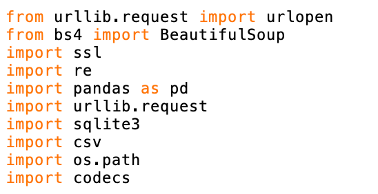 from urllib.request import urlopen
from bs4 import BeautifulSoup
import ssl
import re
import pandas as pd
import urllib.request
import sqlite3
import csv
import os.path
import codecs